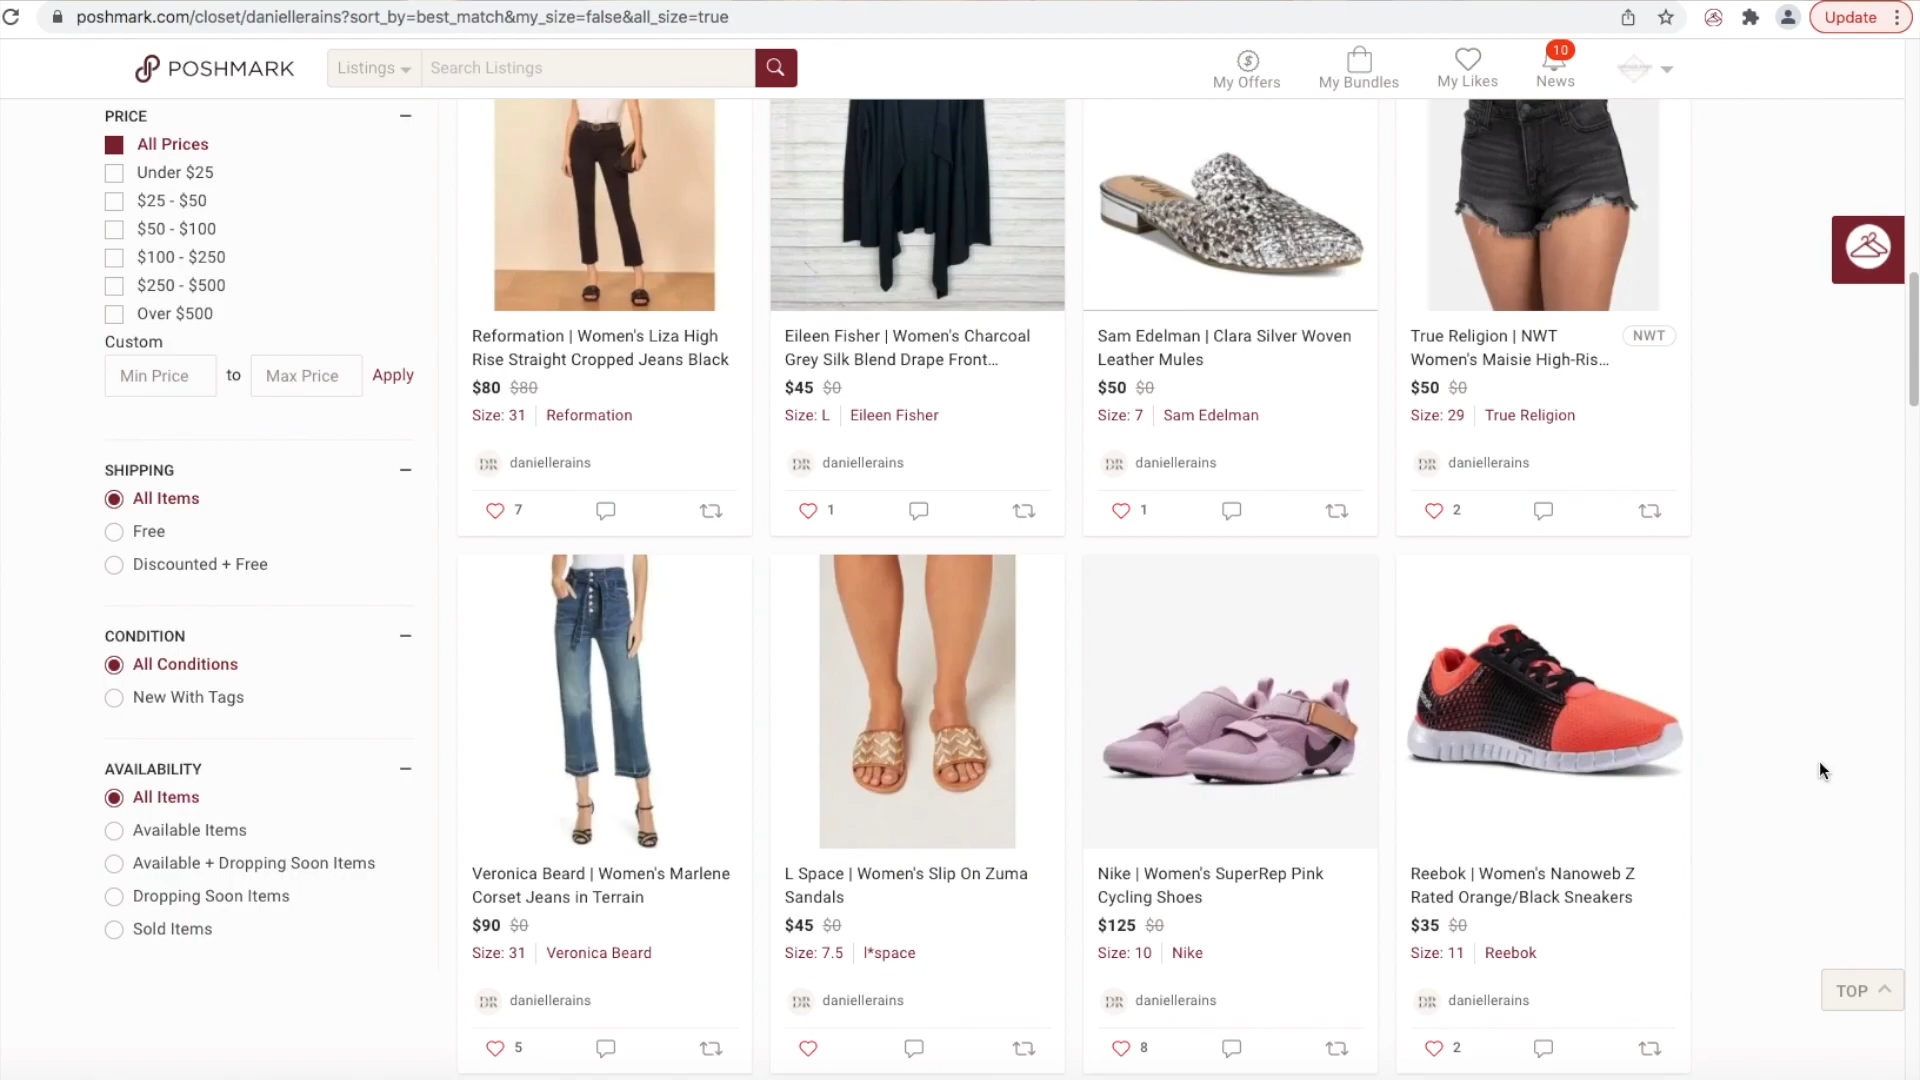 poshmark.com/closet/daniellerains?sort_by=best_match&my_size=false&all_size=true
Update
POSHMARK
Listings
Search Listings
My Offers
My Bundles
My Likes
10
News
PRICE
All Prices
Under $25
$25 - $50
$50 - $100
$100 - $250
$250 - $500
Over $500
Custom
Min Price to Max Price Apply
SHIPPING
All Items
Free
Discounted + Free
CONDITION
All Conditions
New With Tags
AVAILABILITY
All Items
Available Items
Available + Dropping Soon Items
Dropping Soon Items
Sold Items
Reformation | Women's Liza High
Rise Straight Cropped Jeans Black
$80 $80
Size: 31 Reformation
DR daniellerains
7
Eileen Fisher | Women's Charcoal
Grey Silk Blend Drape Front...
$45 $0
Size: L Eileen Fisher
DR daniellerains
1
Sam Edelman | Clara Silver Woven
Leather Mules
$50 $0
Size: 7 Sam Edelman
DR daniellerains
1
True Religion | NWT
Women's Maisie High-Ris...
NWT
$50 $0
Size: 29 True Religion
DR daniellerains
2
Veronica Beard | Women's Marlene
Corset Jeans in Terrain
$90 $0
Size: 31 Veronica Beard
DR daniellerains
5
L Space | Women's Slip On Zuma
Sandals
$45 $0
Size: 7.5 l*space
DR daniellerains
Nike | Women's SuperRep Pink
Cycling Shoes
$125 $0
Size: 10 Nike
DR daniellerains
8
Reebok | Women's Nanoweb Z
Rated Orange/Black Sneakers
$35 $0
Size: 11 Reebok
DR daniellerains
2
TOP